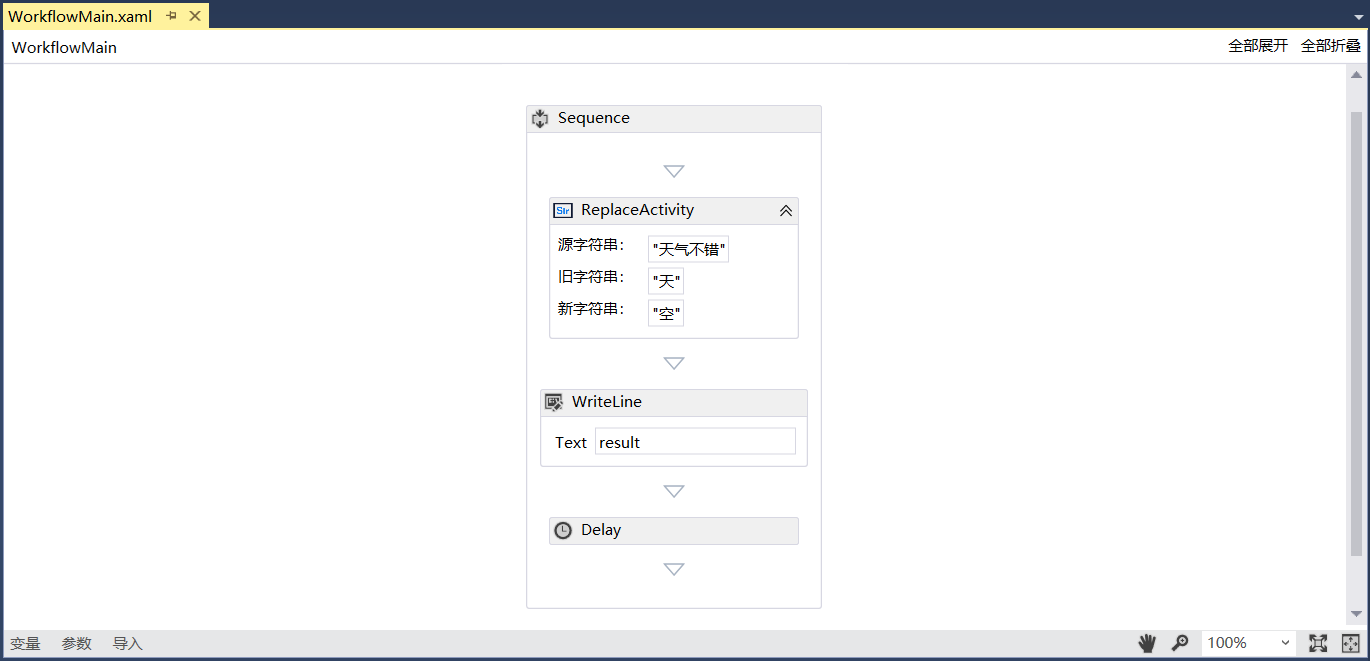 WorkflowMain.xaml
WorkflowMain 全部展开 全部折叠
Sequence
Str ReplaceActivity
源字符串: "天气不错"
旧字符串: "天"
新字符串: "空"
WriteLine
Text result
Delay
变量 参数 导入 100%